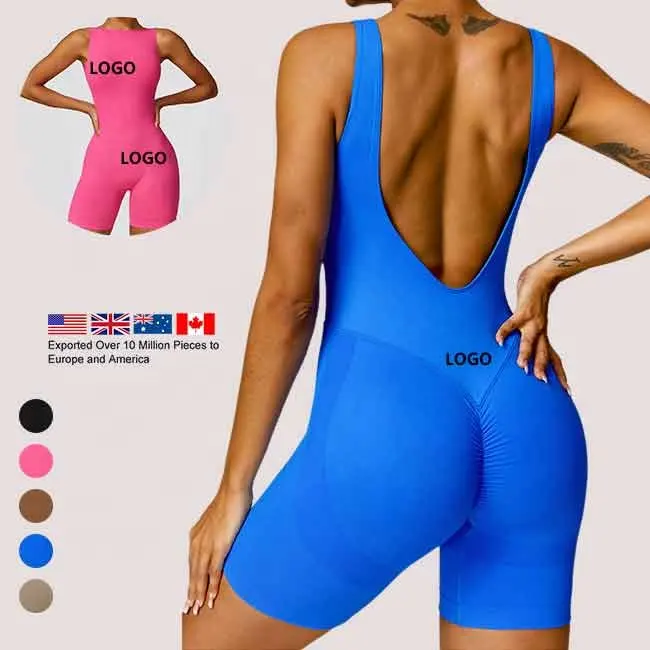 LOGO
LOGO
Exported Over 10 Million Pieces to
Europe and America
LOGO